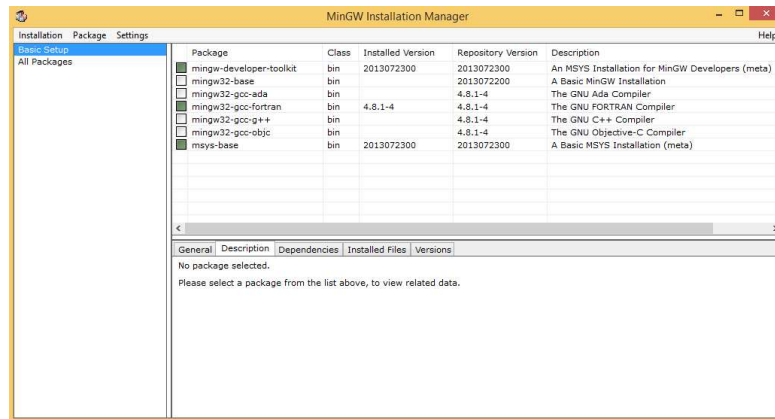 MinGW Installation Manager
Installation Package Settings Help
Basic Setup
All Packages
Package Class Installed Version Repository Version Description
mingw-developer-toolkit bin 2013072300 2013072300 An MSYS Installation for MinGW Developers (meta)
mingw32-base bin 2013072200 A Basic MinGW Installation
mingw32-gcc-ada bin 4.8.1-4 The GNU Ada Compiler
mingw32-gcc-fortran bin 4.8.1-4 4.8.1-4 The GNU FORTRAN Compiler
mingw32-gcc-g++ bin 4.8.1-4 The GNU C++ Compiler
mingw32-gcc-objc bin 4.8.1-4 The GNU Objective-C Compiler
msys-base bin 2013072300 2013072300 A Basic MSYS Installation (meta)
General Description Dependencies Installed Files Versions
No package selected.
Please select a package from the list above, to view related data.